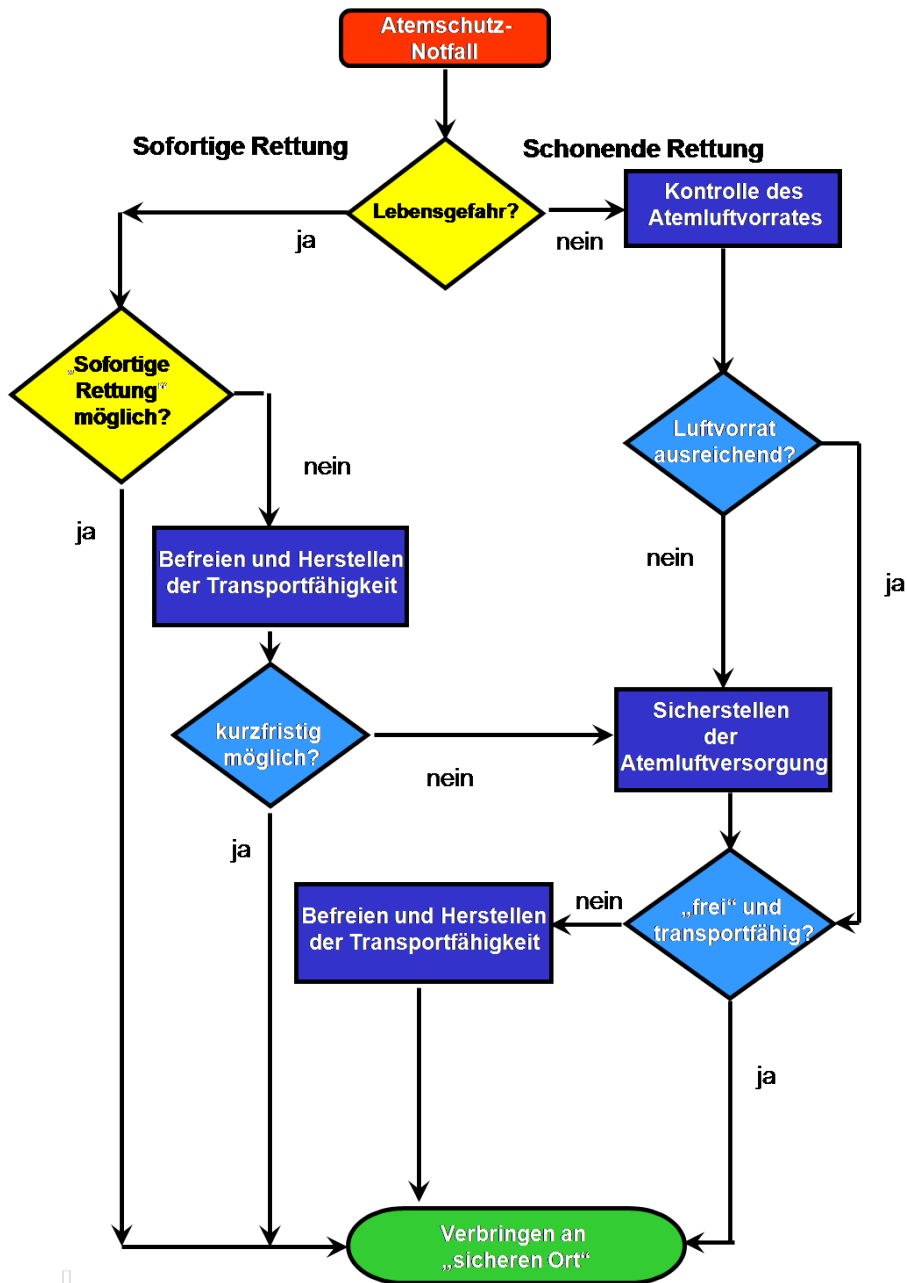 Atemschutz-
Notfall
Sofortige Rettung
Schonende Rettung
Lebensgefahr?
ja
nein
Kontrolle des
Atemluftvorrates
„Sofortige
Rettung“
möglich?
nein
ja
Luftvorrat
ausreichend?
nein
ja
Befreien und Herstellen
der Transportfähigkeit
kurzfristig
möglich?
nein
ja
Sicherstellen
der
Atemluftversorgung
„frei“ und
transportfähig?
nein
ja
Befreien und Herstellen
der Transportfähigkeit
Verbringen an
„sicheren Ort“